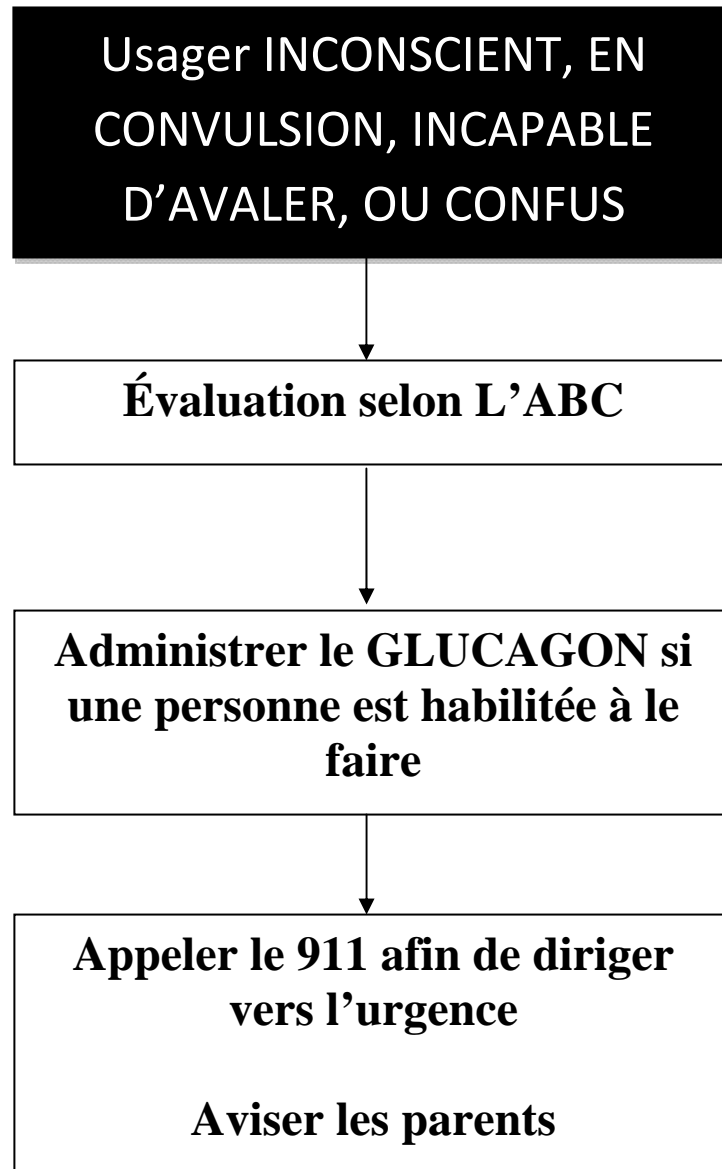 Usager INCONSCIENT, EN
CONVULSION, INCAPABLE
D’AVALER, OU CONFUS
Évaluation selon L’ABC
Administrer le GLUCAGON si
une personne est habilitée à le
faire
Appeler le 911 afin de diriger
vers l’urgence
Aviser les parents